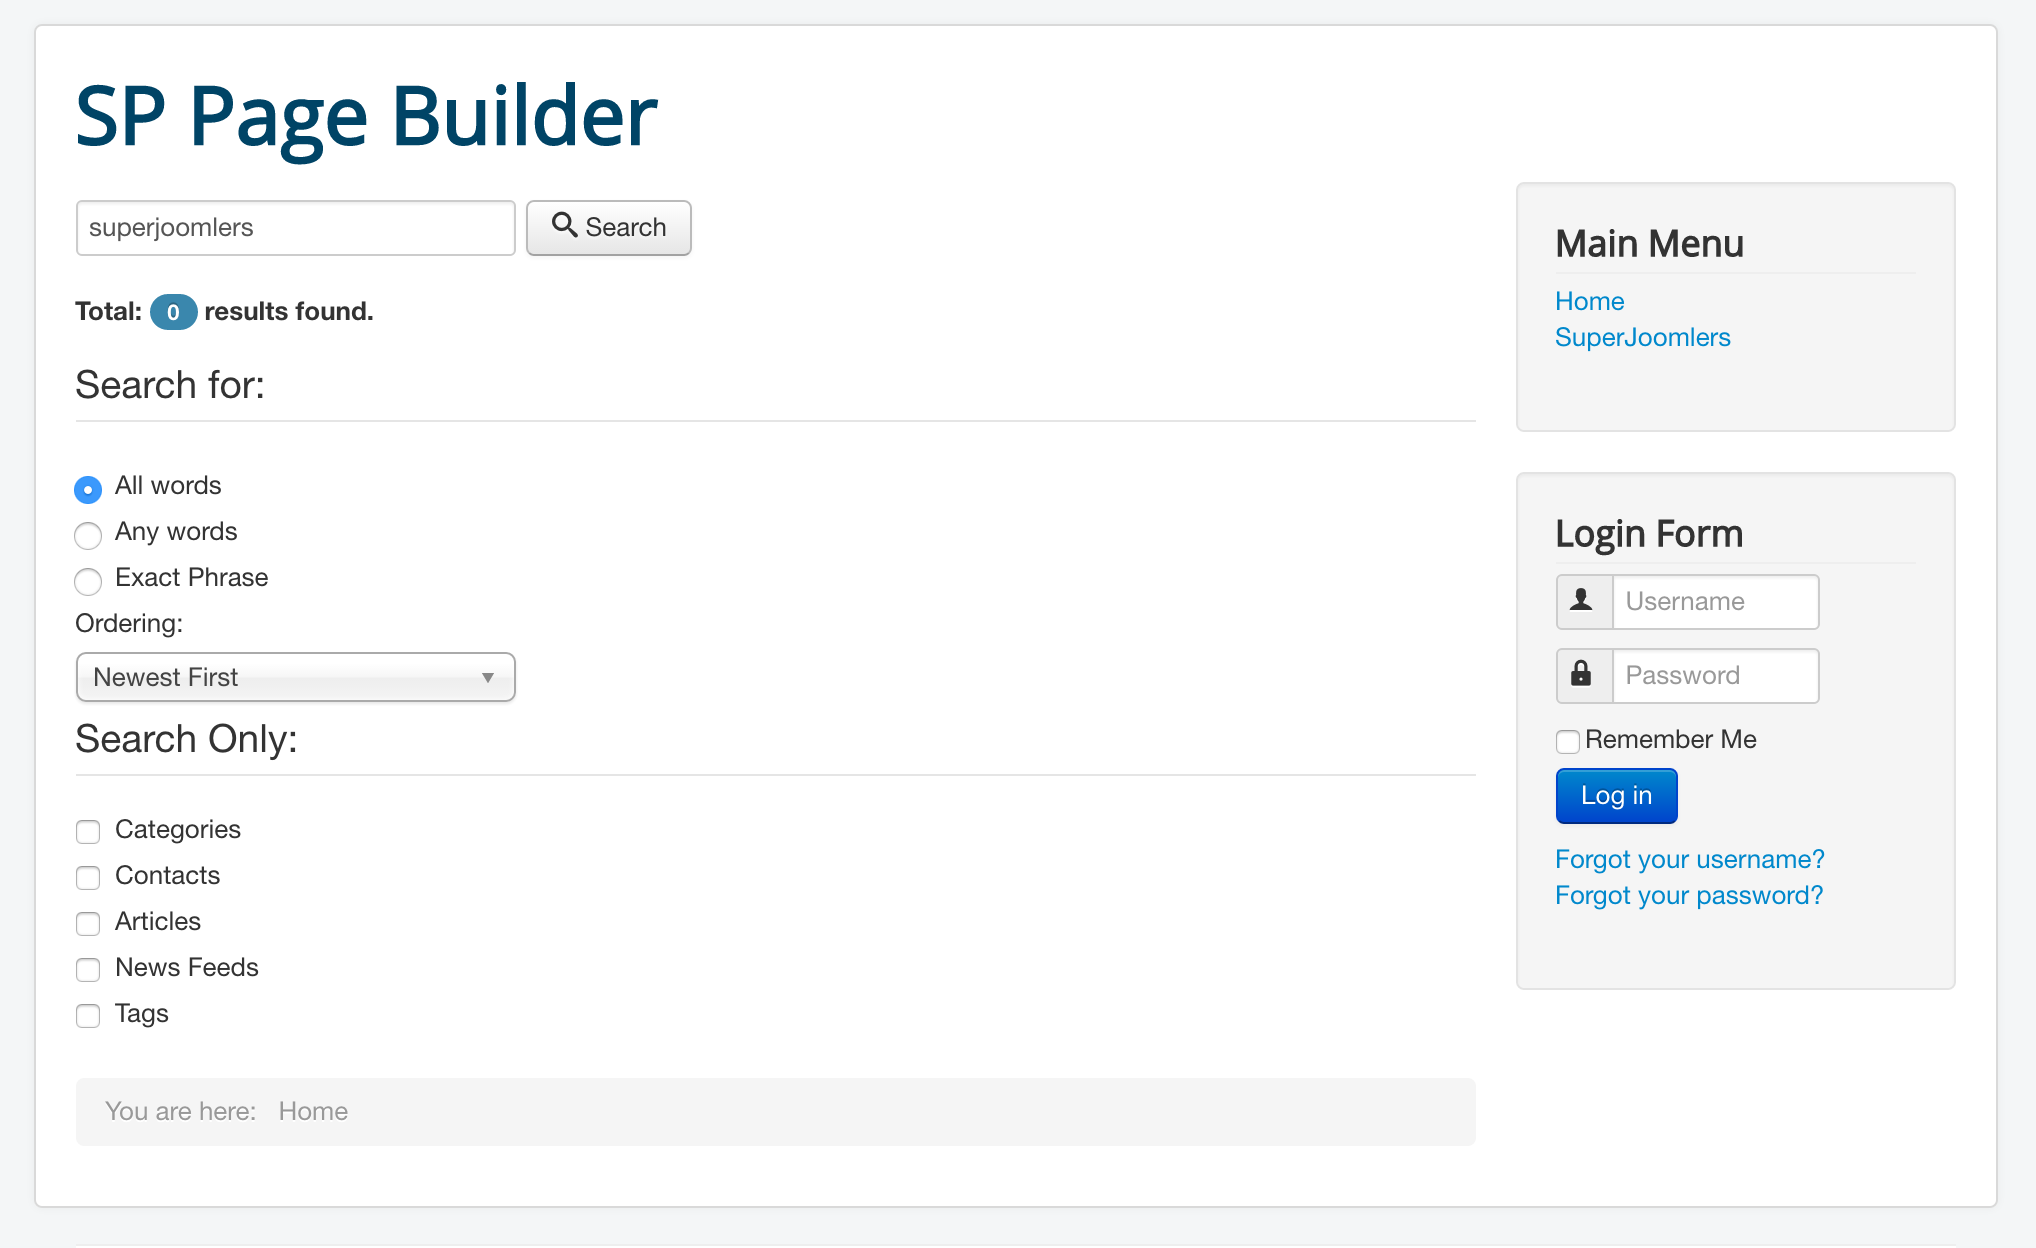 SP Page Builder
superjoomlers
Search
Total: 0 results found.
Search for:
All words
Any words
Exact Phrase
Ordering:
Newest First
Search Only:
Categories
Contacts
Articles
News Feeds
Tags
You are here: Home
Main Menu
Home
SuperJoomlers
Login Form
Username
Password
Remember Me
Log in
Forgot your username?
Forgot your password?